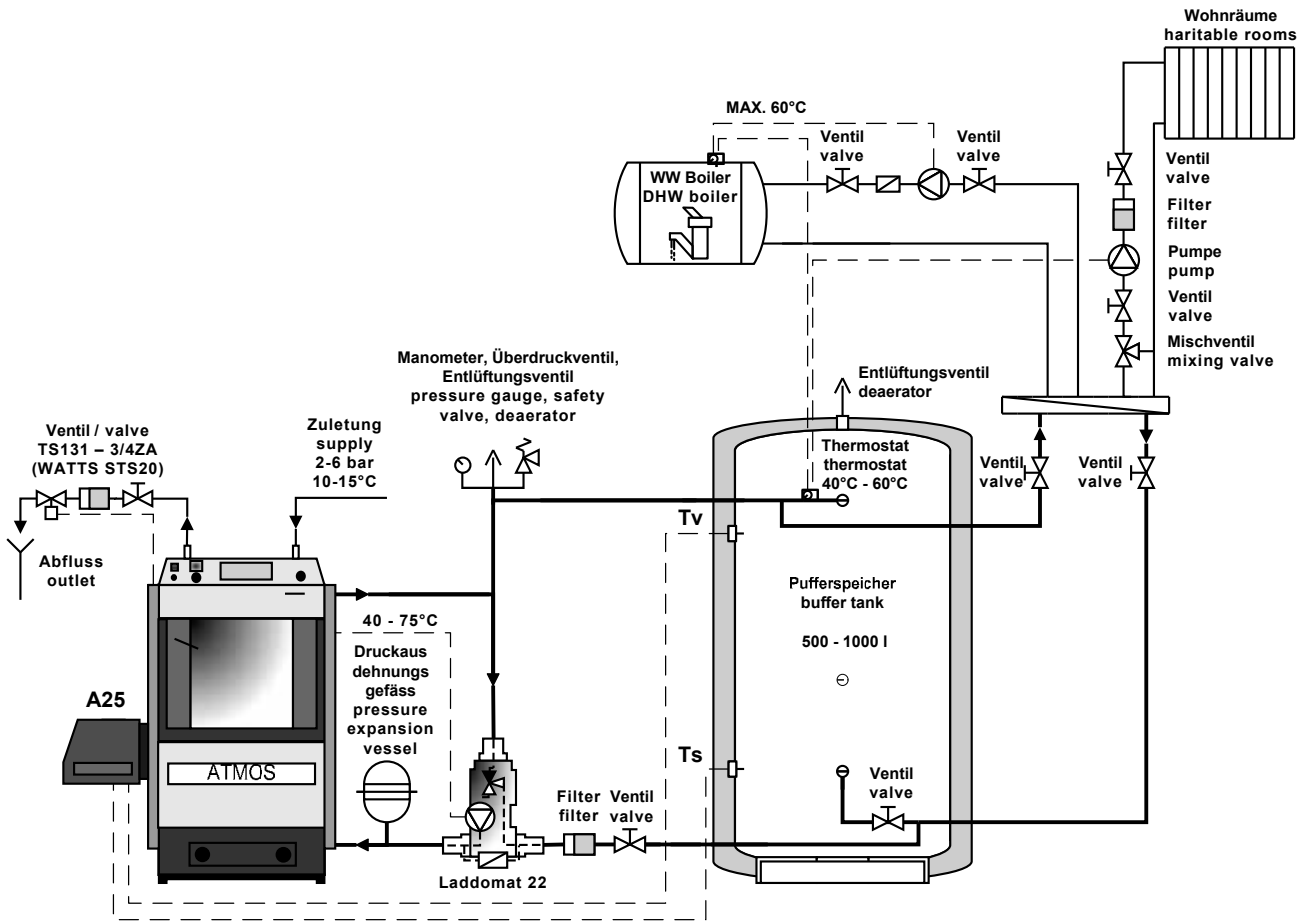 Wohnräume
haritable rooms
MAX. 60°C
Ventil
valve
Ventil
valve
WW Boiler
DHW boiler
Ventil
valve
Filter
filter
Pumpe
pump
Ventil
valve
Mischventil
mixing valve
Manometer, Überdruckventil,
Entlüftungsventil
pressure gauge, safety
valve, deaerator
Entlüftungsventil
deaerator
Ventil / valve
TS131 – 3/4ZA
(WATTS STS20)
Zuletung
supply
2-6 bar
10-15°C
Thermostat
thermostat
40°C - 60°C
Ventil
valve
Ventil
valve
Tv
Abfluss
outlet
Pufferspeicher
buffer tank
500 - 1000 l
40 - 75°C
Druckaus
dehnungs
gefäss
pressure
expansion
vessel
A25
ATMOS
Ts
Ventil
valve
Filter
filter
Ventil
valve
Laddomat 22